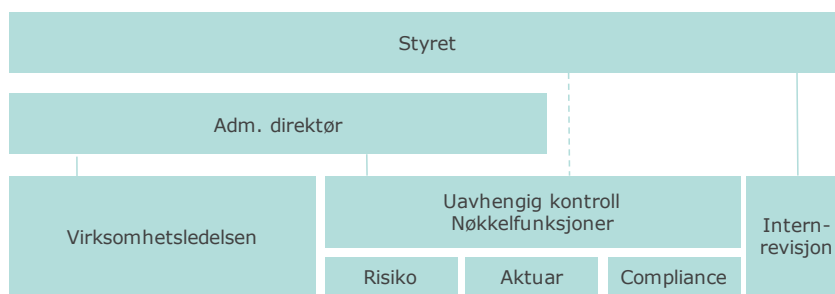 Styret
Adm. direktør
Virksomhetsledelsen
Uavhengig kontroll
Nøkkelfunksjoner
Intern-
revisjon
Risiko
Aktuar
Compliance